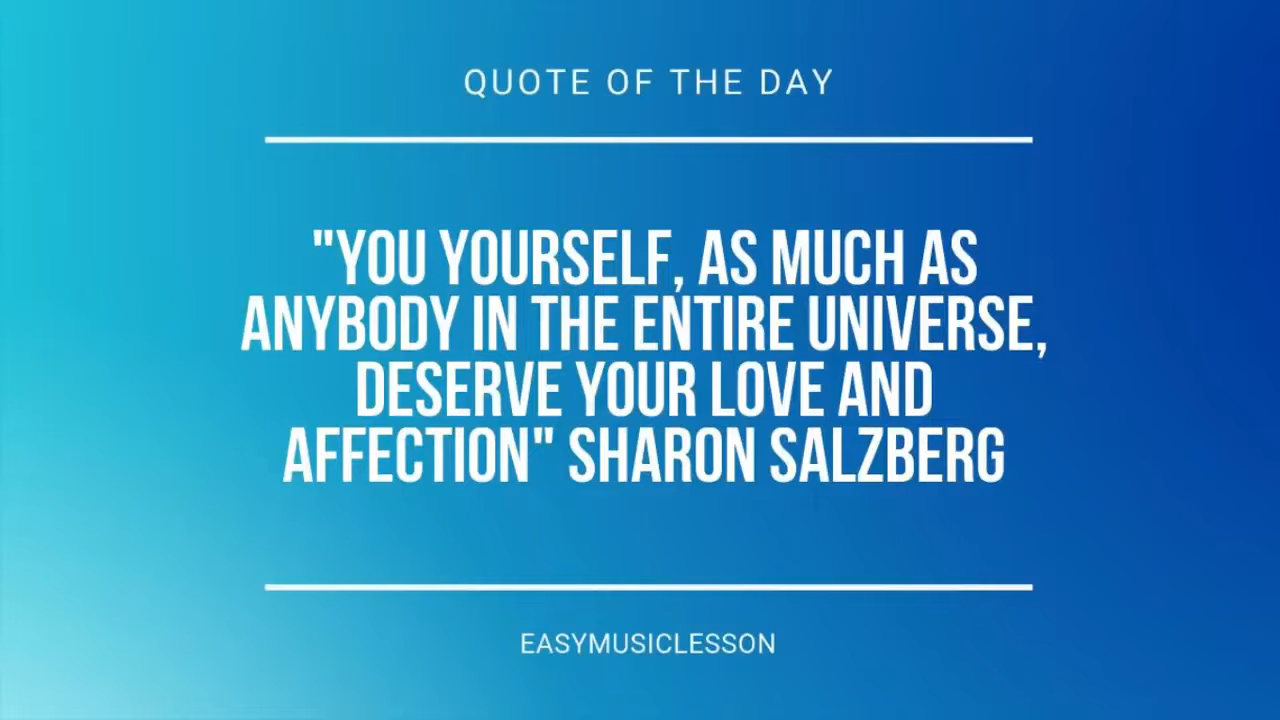 QUOTE OF THE DAY
"YOU YOURSELF, AS MUCH AS
ANYBODY IN THE ENTIRE UNIVERSE,
DESERVE YOUR LOVE AND
AFFECTION" SHARON SALZBERG
EASYMUSICLESSON